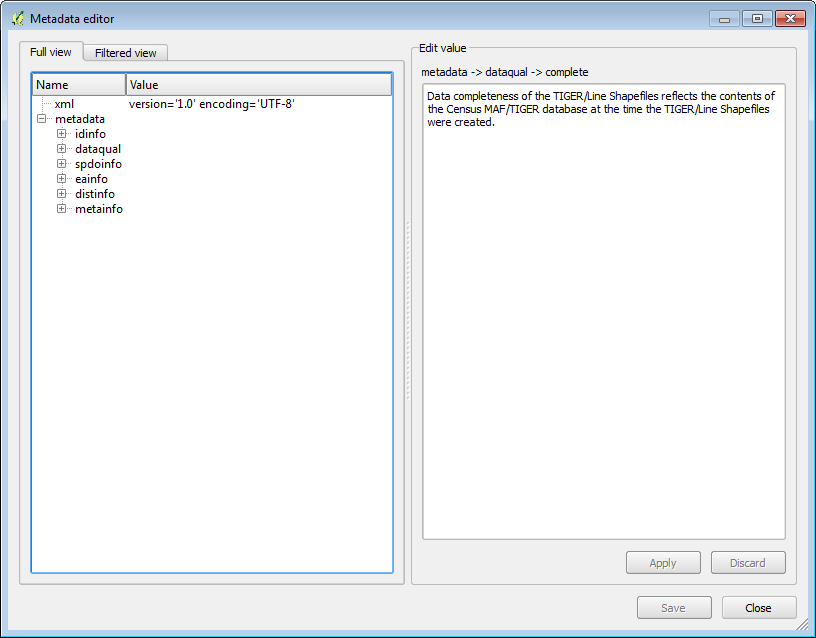 Metadata editor
Full view
Filtered view
Name
Value
xml
version='1.0' encoding='UTF-8'
metadata
idinfo
dataqual
spdoinfo
eainfo
distinfo
metainfo
Edit value
metadata -> dataqual -> complete
Data completeness of the TIGER/Line Shapefiles reflects the contents of
the Census MAF/TIGER database at the time the TIGER/Line Shapefiles
were created.
Apply
Discard
Save
Close